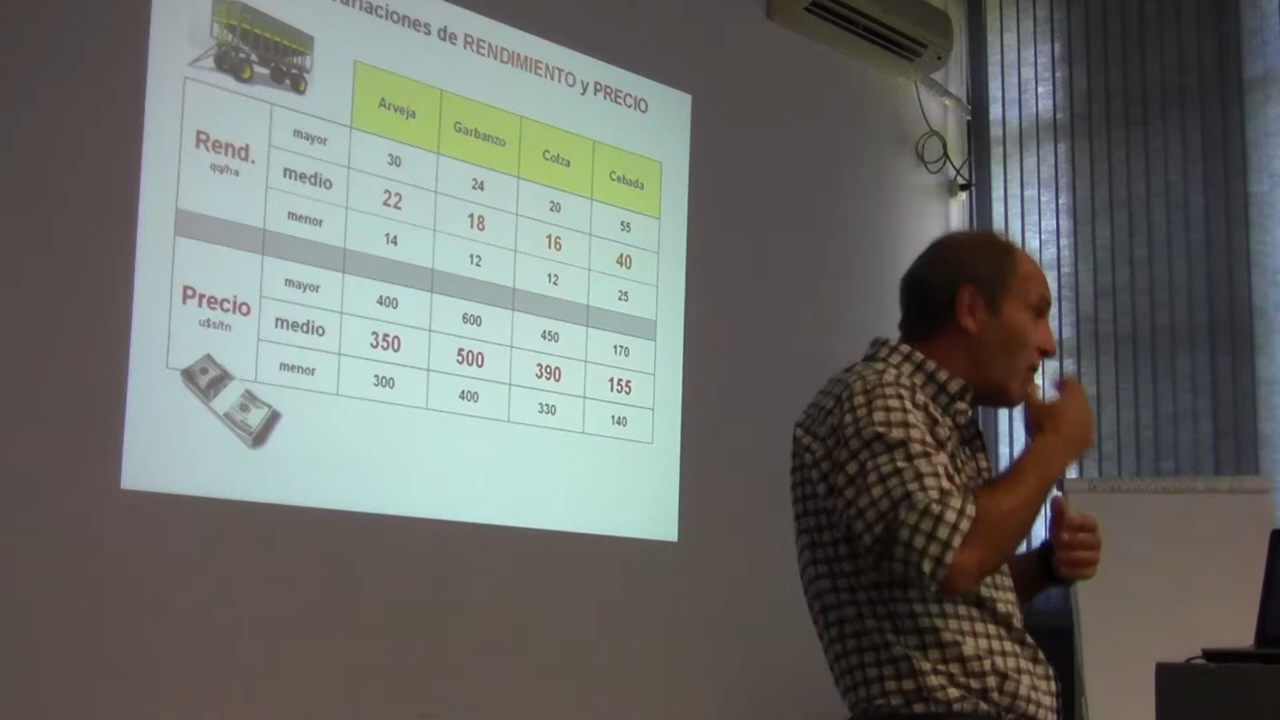 Variaciones de RENDIMIENTO y PRECIO
Arveja Garbanzo Colza Cebada
Rend. qq/ha
mayor 30 24 20 55
medio 22 18 16 40
menor 14 12 12 25
Precio u$s/tn
mayor 400 600 450 170
medio 350 500 390 155
menor 300 400 330 140